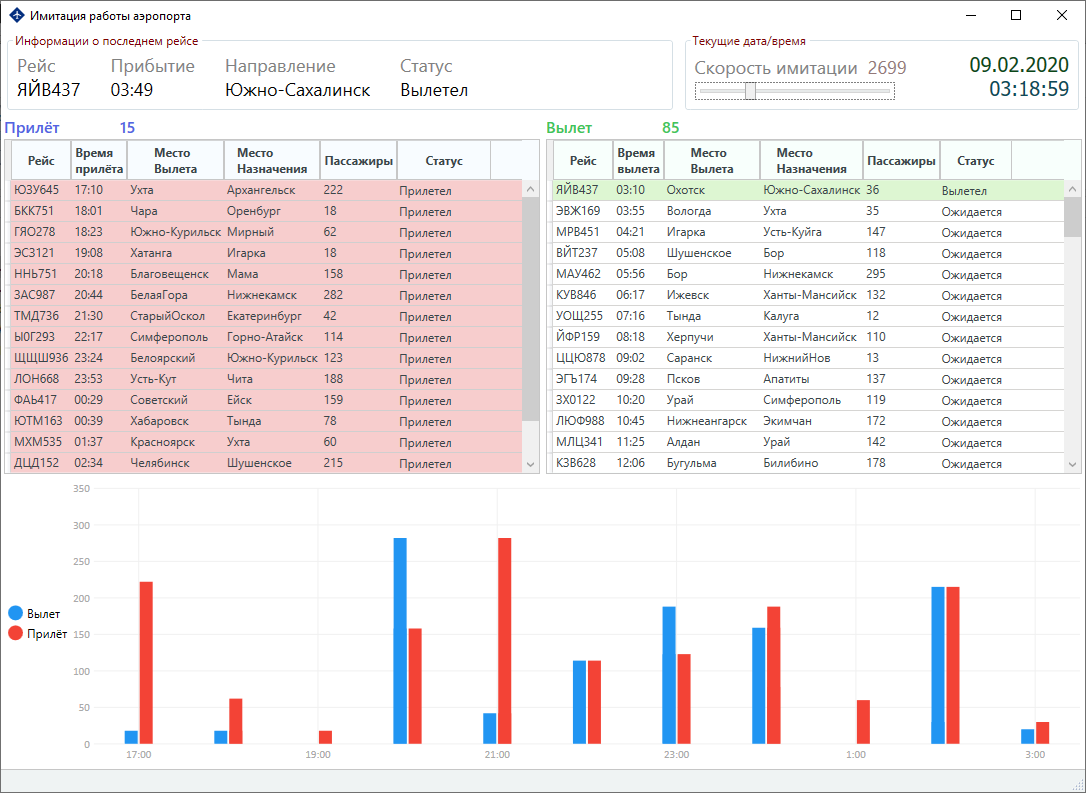 Имитация работы аэропорта
Информации о последнем рейсе
Рейс Прибытие Направление Статус
ЯЙВ437 03:49 Южно-Сахалинск Вылетел
Текущие дата/время
Скорость имитации 2699 09.02.2020
03:18:59
Прилёт 15
Рейс Время прилёта Место Вылета Место Назначения Пассажиры Статус
ЮЗУ645 17:10 Ухта Архангельск 222 Прилетел
БКК751 18:01 Чара Оренбург 18 Прилетел
ГЯО278 18:23 Южно-Курильск Мирный 62 Прилетел
ЭС3121 19:08 Хатанга Игарка 18 Прилетел
ННЬ751 20:18 Благовещенск Мама 158 Прилетел
ЗАС987 20:44 БелаяГора Нижнекамск 282 Прилетел
ТМД736 21:30 СтарыйОскол Екатеринбург 42 Прилетел
Ы0Г293 22:17 Симферополь Горно-Атайск 114 Прилетел
ЩЩШ936 23:24 Белоярский Южно-Курильск 123 Прилетел
ЛОН668 23:53 Усть-Кут Чита 188 Прилетел
ФАЬ417 00:29 Советский Ейск 159 Прилетел
ЮТМ163 00:39 Хабаровск Тында 78 Прилетел
МХМ535 01:37 Красноярск Ухта 60 Прилетел
ДЦД152 02:34 Челябинск Шушенское 215 Прилетел
Вылет 85
Рейс Время вылета Место Вылета Место Назначения Пассажиры Статус
ЯЙВ437 03:10 Охотск Южно-Сахалинск 36 Вылетел
ЭВЖ169 03:55 Вологда Ухта 35 Ожидается
МРВ451 04:21 Игарка Усть-Куйга 147 Ожидается
ВЙТ237 05:08 Шушенское Бор 118 Ожидается
МАУ462 05:56 Бор Нижнекамск 295 Ожидается
КУВ846 06:17 Ижевск Ханты-Мансийск 132 Ожидается
УОЩ255 07:16 Тында Калуга 12 Ожидается
ЙФР159 08:18 Херпучи Ханты-Мансийск 110 Ожидается
ЦЦЮ878 09:02 Саранск НижнийНов 13 Ожидается
ЭГЪ174 09:28 Псков Апатиты 137 Ожидается
ЗХО122 10:20 Урай Симферополь 119 Ожидается
ЛЮФ988 10:45 Нижнеангарск Экимчан 172 Ожидается
МЛЦ341 11:25 Алдан Урай 142 Ожидается
КЗВ628 12:06 Бугульма Билибино 178 Ожидается
350
300
250
200
150
100
50
0
Вылет
Прилёт
17:00 19:00 21:00 23:00 1:00 3:00